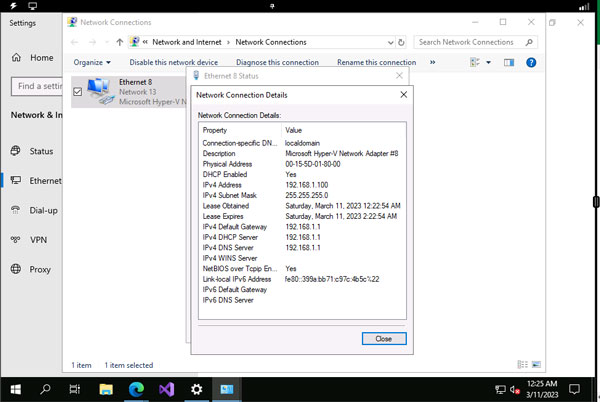 Settings
Network Connections
Network and Internet
Network Connections
Search Network Connections
Home
Organize
Disable this network device
Diagnose this connection
Rename this connection
»
Ethernet 8 Status
Find a setting
Ethernet 8
Network 13
Microsoft Hyper-V N
Network Connection Details
Network & In
Network Connection Details:
Property Value
Connection-specific DN... localdomain
Description Microsoft Hyper-V Network Adapter #8
Physical Address 00-15-5D-01-80-00
DHCP Enabled Yes
IPv4 Address 192.168.1.100
IPv4 Subnet Mask 255.255.255.0
Lease Obtained Saturday, March 11, 2023 12:22:54 AM
Lease Expires Saturday, March 11, 2023 2:22:54 AM
IPv4 Default Gateway 192.168.1.1
IPv4 DHCP Server 192.168.1.1
IPv4 DNS Server 192.168.1.1
IPv4 WINS Server
NetBIOS over Tcpip En... Yes
Link-local IPv6 Address fe80::399a:bb71:c97c:4b5c%22
IPv6 Default Gateway
IPv6 DNS Server
Status
Ethernet
Dial-up
VPN
Proxy
Close
1 item 1 item selected
12:25 AM
3/11/2023